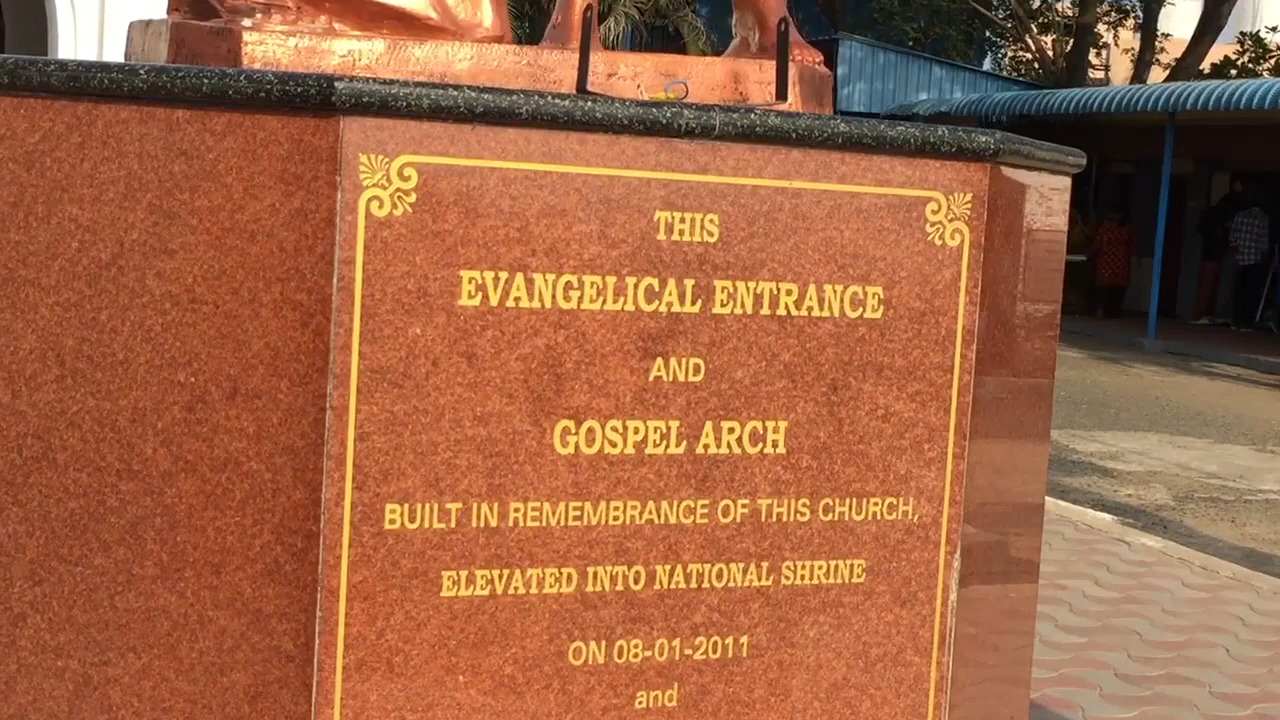 THIS
EVANGELICAL ENTRANCE
AND
GOSPEL ARCH
BUILT IN REMEMBRANCE OF THIS CHURCH,
ELEVATED INTO NATIONAL SHRINE
ON 08-01-2011
and